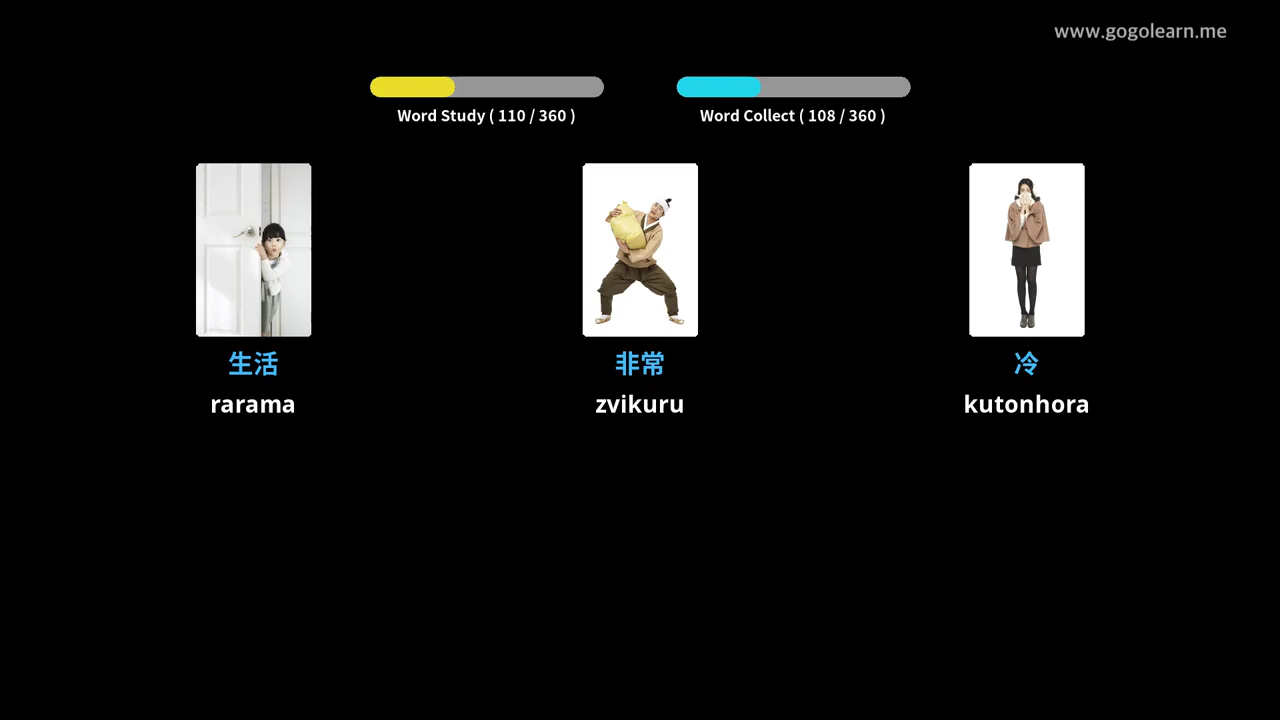 www.gogolearn.me
Word Study ( 110 / 360 )
Word Collect ( 108 / 360 )
生活
非常
冷
rarama
zvikuru
kutonhora